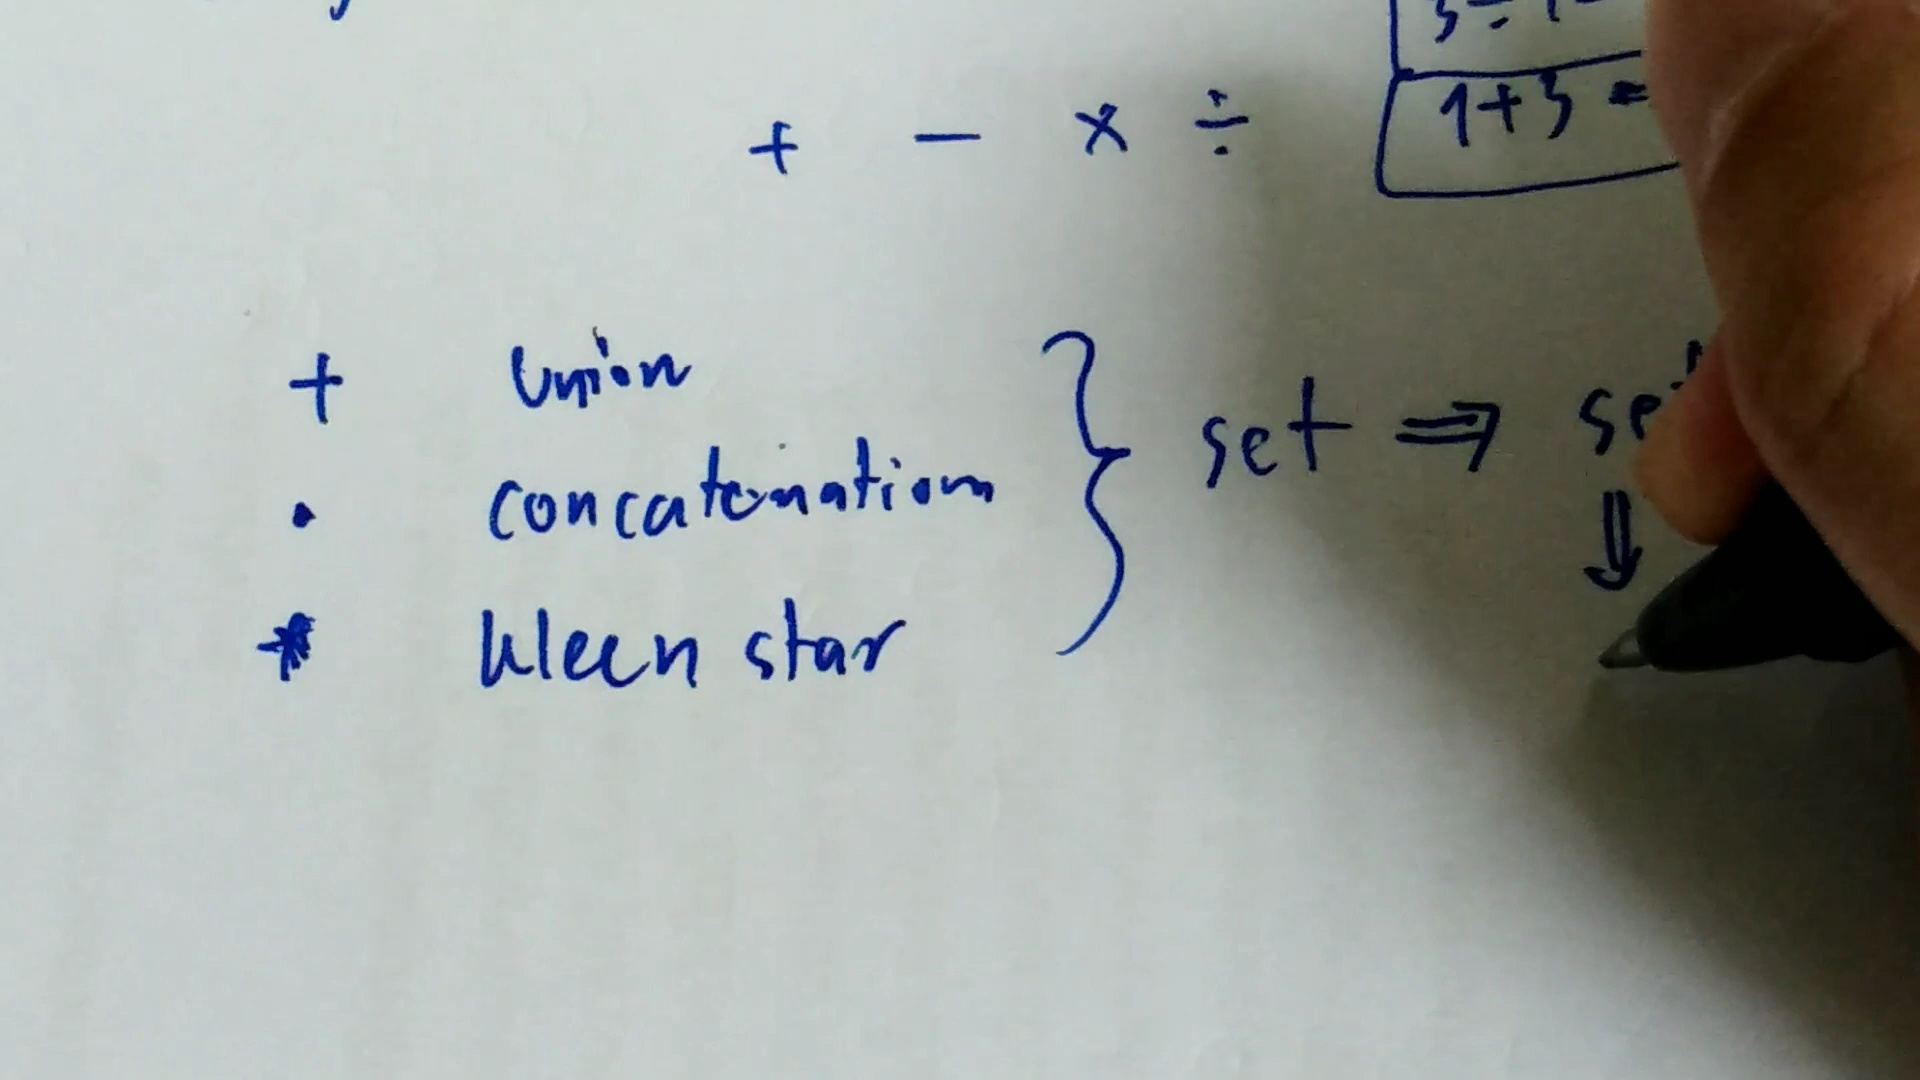 + - × ÷
1+3 =
+ Union
• concatenation
* kleen star
set ⇒
⇓